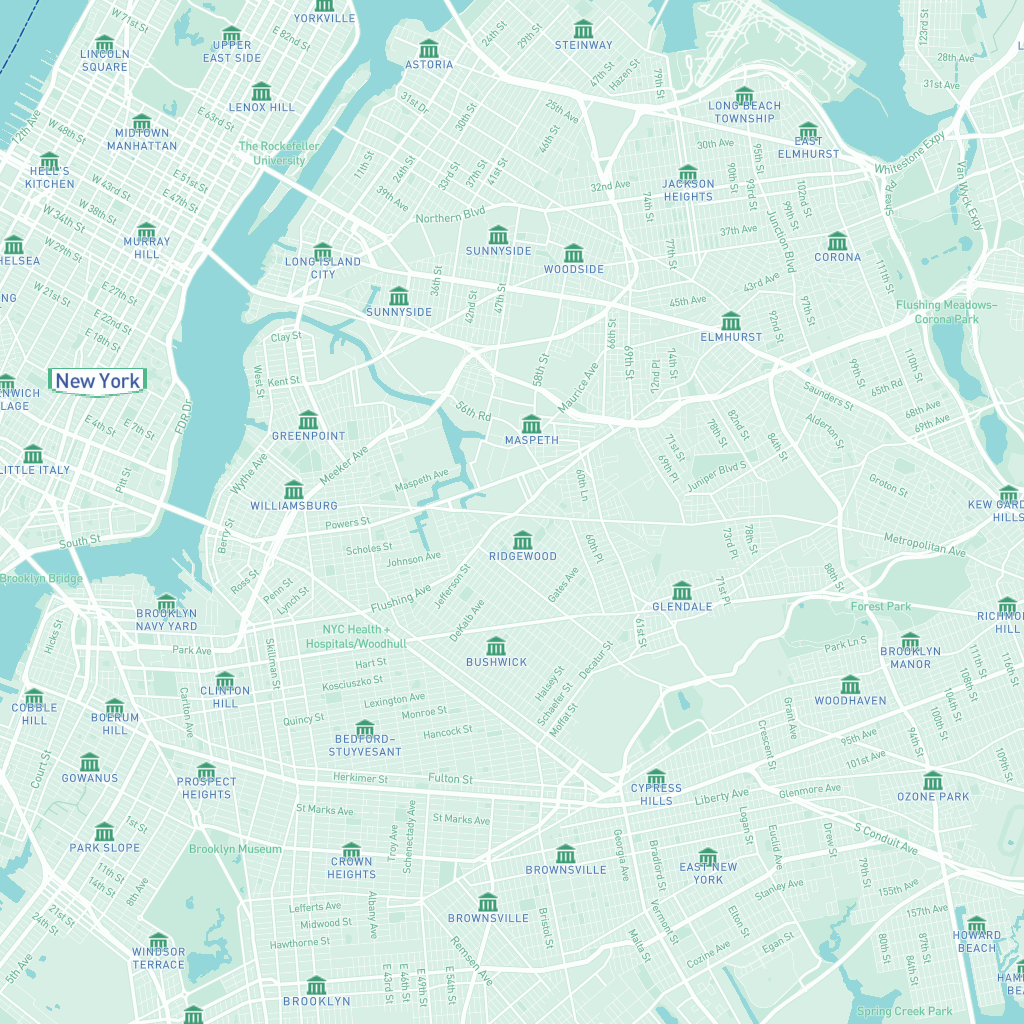 W 71st St
YORKVILLE
E 82nd St
UPPER
EAST SIDE
LINCOLN
SQUARE
24th St
29th St
STEINWAY
ASTORIA
47th St
Hazen St
79th St
123rd St
28th Ave
31st Ave
12th Ave
W 48th St
MIDTOWN
MANHATTAN
E 63rd St
LENOX HILL
31st Dr
30th St
25th Ave
46th St
LONG BEACH
TOWNSHIP
EAST
ELMHURST
30th Ave
The Rockefeller
University
HELL'S
KITCHEN
W 43rd St
E 51st St
E 47th St
11th St
24th St
33rd St
37th St
41st St
32nd Ave
JACKSON
HEIGHTS
90th St
95th St
93rd St
102nd St
99th St
Whitestone Expy
Van Wyck Expy
Shea Rd
W 38th St
W 34th St
W 29th St
39th Ave
Northern Blvd
74th St
37th Ave
Junction Blvd
MURRAY
HILL
SUNNYSIDE
WOODSIDE
77th St
CORONA
LONG ISLAND
CITY
E 27th St
W 21st St
E 22nd St
E 18th St
SUNNYSIDE
36th St
42nd St
47th St
45th Ave
43rd Ave
97th St
92nd St
111th St
Flushing Meadows–
Corona Park
Clay St
66th St
69th St
ELMHURST
New York
West St
Kent St
58th St
Maurice Ave
12nd Pl
74th St
99th St
110th St
65th Rd
Saunders St
68th Ave
69th Ave
Alderton St
E 4th St
E 7th St
FDR Dr
GREENPOINT
56th Rd
MASPETH
82nd St
78th St
71st St
69th Pl
84th St
LITTLE ITALY
Pitt St
Wythe Ave
Meeker Ave
Maspeth Ave
60th Ln
Juniper Blvd S
Groton St
WILLIAMSBURG
KEW GARD
HILLS
South St
Berry St
Powers St
Scholes St
Johnson Ave
RIDGEWOOD
60th Pl
73rd Pl
78th St
Metropolitan Ave
Brooklyn Bridge
Ross St
Penn St
Lynch St
Flushing Ave
Jefferson St
DeKalb Ave
Gates Ave
GLENDALE
71st Pl
88th St
Forest Park
BROOKLYN
NAVY YARD
Hicks St
Park Ave
NYC Health +
Hospitals/Woodhull
61st St
Park Ln S
BROOKLYN
MANOR
RICHMON
HILL
Skillman St
Hart St
BUSHWICK
Halsey St
Decatur St
Schaefer St
Moffat St
WOODHAVEN
111th St
116th St
108th St
104th St
100th St
CLINTON
HILL
Kosciuszko St
Lexington Ave
Carlton Ave
COBBLE
HILL
BOERUM
HILL
Quincy St
Monroe St
Hancock St
BEDFORD–
STUYVESANT
Grant Ave
Crescent St
95th Ave
94th St
109th St
101st Ave
Court St
GOWANUS
PROSPECT
HEIGHTS
Herkimer St
Fulton St
CYPRESS
HILLS
Liberty Ave
Glenmore Ave
OZONE PARK
St Marks Ave
St Marks Ave
1st St
PARK SLOPE
Brooklyn Museum
Troy Ave
Schenectady Ave
Georgia Ave
Bradford St
Logan St
Euclid Ave
Drew St
S Conduit Ave
CROWN
HEIGHTS
BROWNSVILLE
EAST NEW
YORK
79th St
11th St
14th St
8th Ave
Stanley Ave
155th Ave
157th Ave
Lefferts Ave
Midwood St
Hawthorne St
Albany Ave
BROWNSVILLE
Bristol St
Vermont St
Elton St
21st St
24th St
WINDSOR
TERRACE
Remsen Ave
Malta St
Cozine Ave
Egan St
80th St
87th St
84th St
HOWARD
BEACH
5th Ave
E 43rd St
E 46th St
E 49th St
E 54th St
BROOKLYN
Spring Creek Park